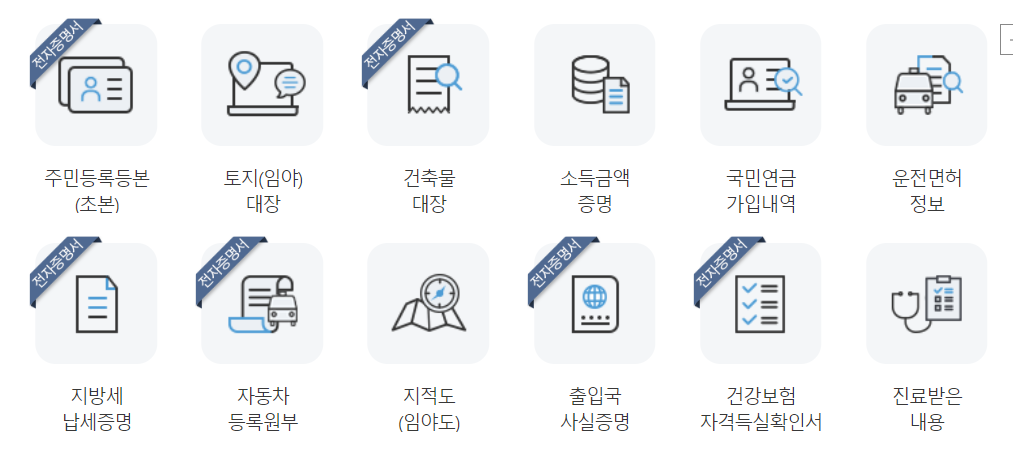 전자증명서
전자증명서
주민등록등본
(초본)
토지(임야)
대장
건축물
대장
소득금액
증명
국민연금
가입내역
운전면허
정보
전자증명서
전자증명서
전자증명서
전자증명서
지방세
납세증명
자동차
등록원부
지적도
(임야도)
출입국
사실증명
건강보험
자격득실확인서
진료받은
내용